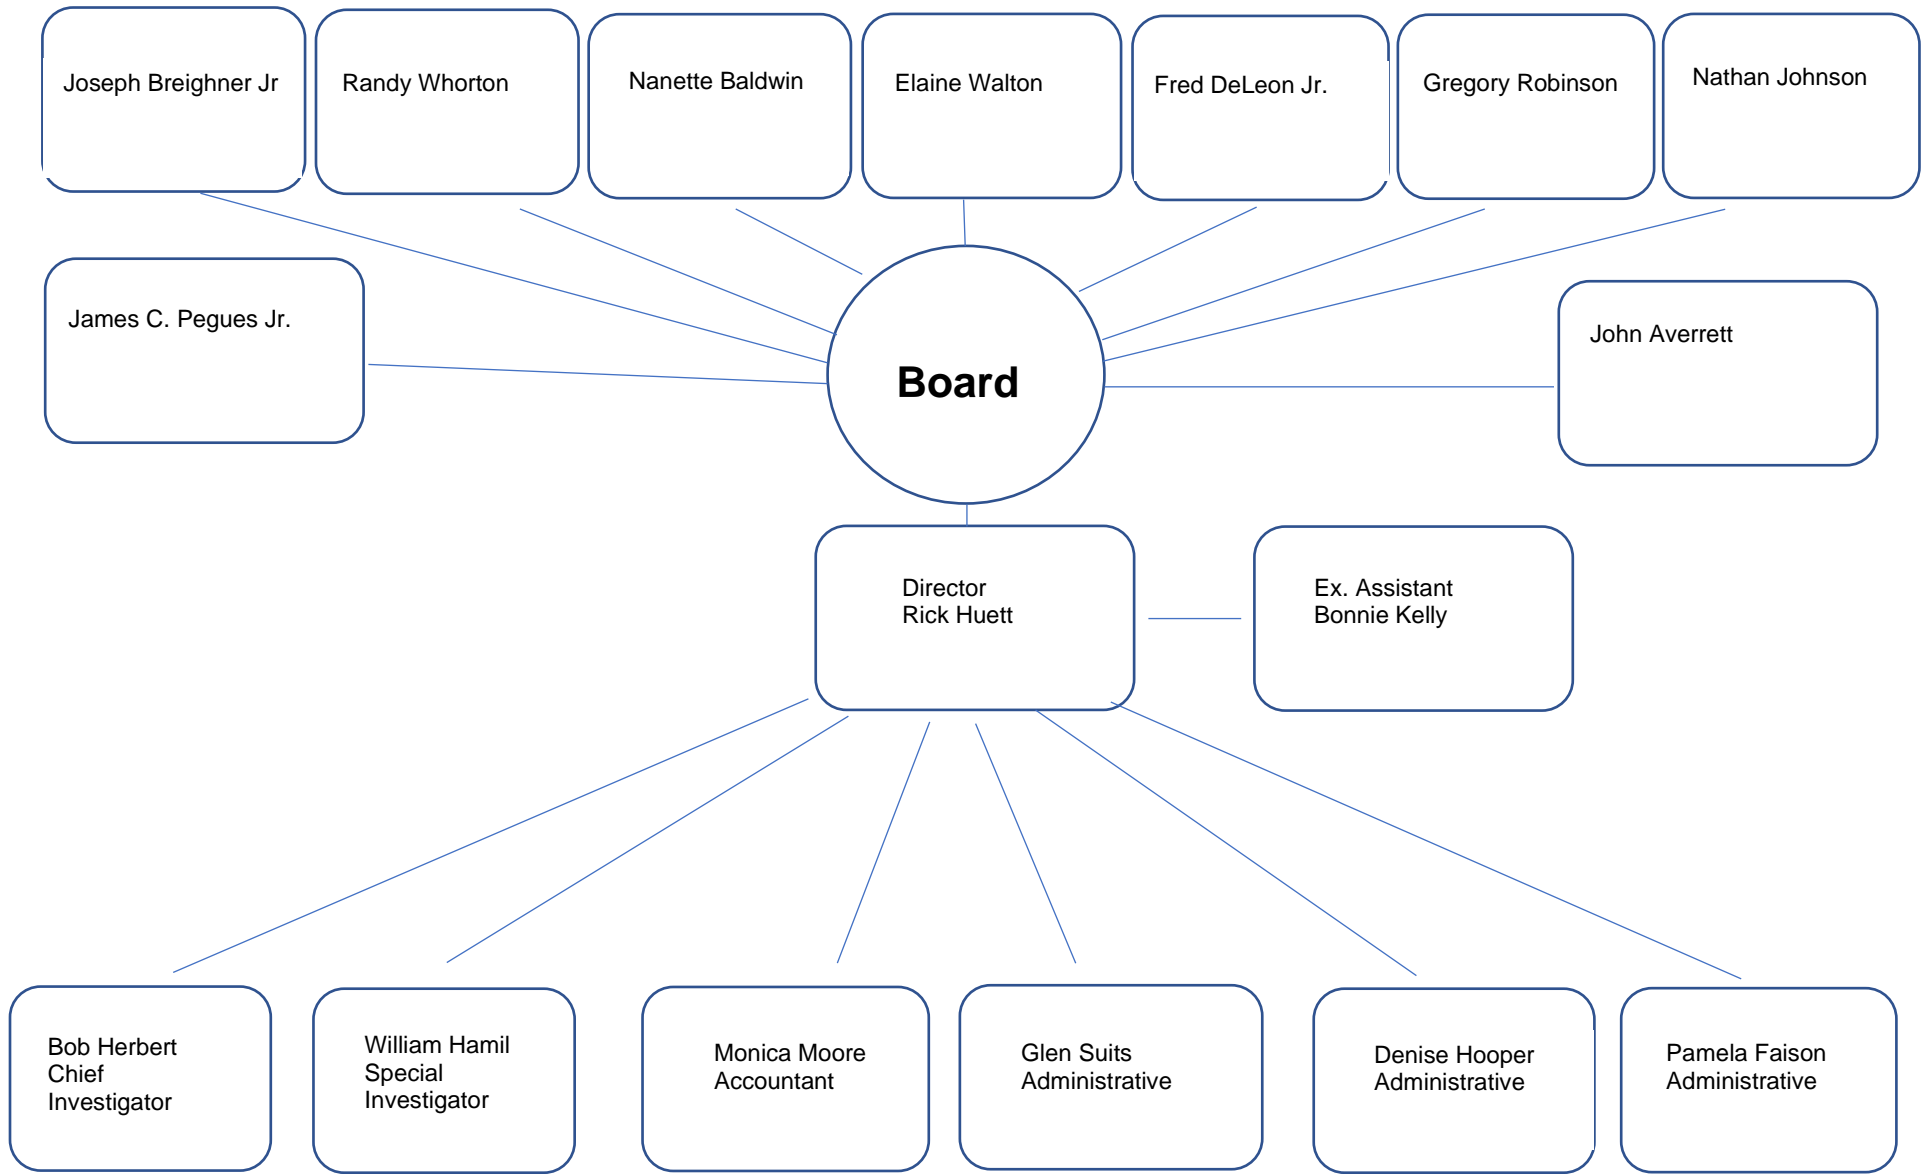 Joseph Breighner Jr
Randy Whorton
Nanette Baldwin
Elaine Walton
Fred DeLeon Jr.
Gregory Robinson
Nathan Johnson
James C. Pegues Jr.
Board
John Averrett
Director
Rick Huett
Ex. Assistant
Bonnie Kelly
Bob Herbert
Chief
Investigator
William Hamil
Special
Investigator
Monica Moore
Accountant
Glen Suits
Administrative
Denise Hooper
Administrative
Pamela Faison
Administrative